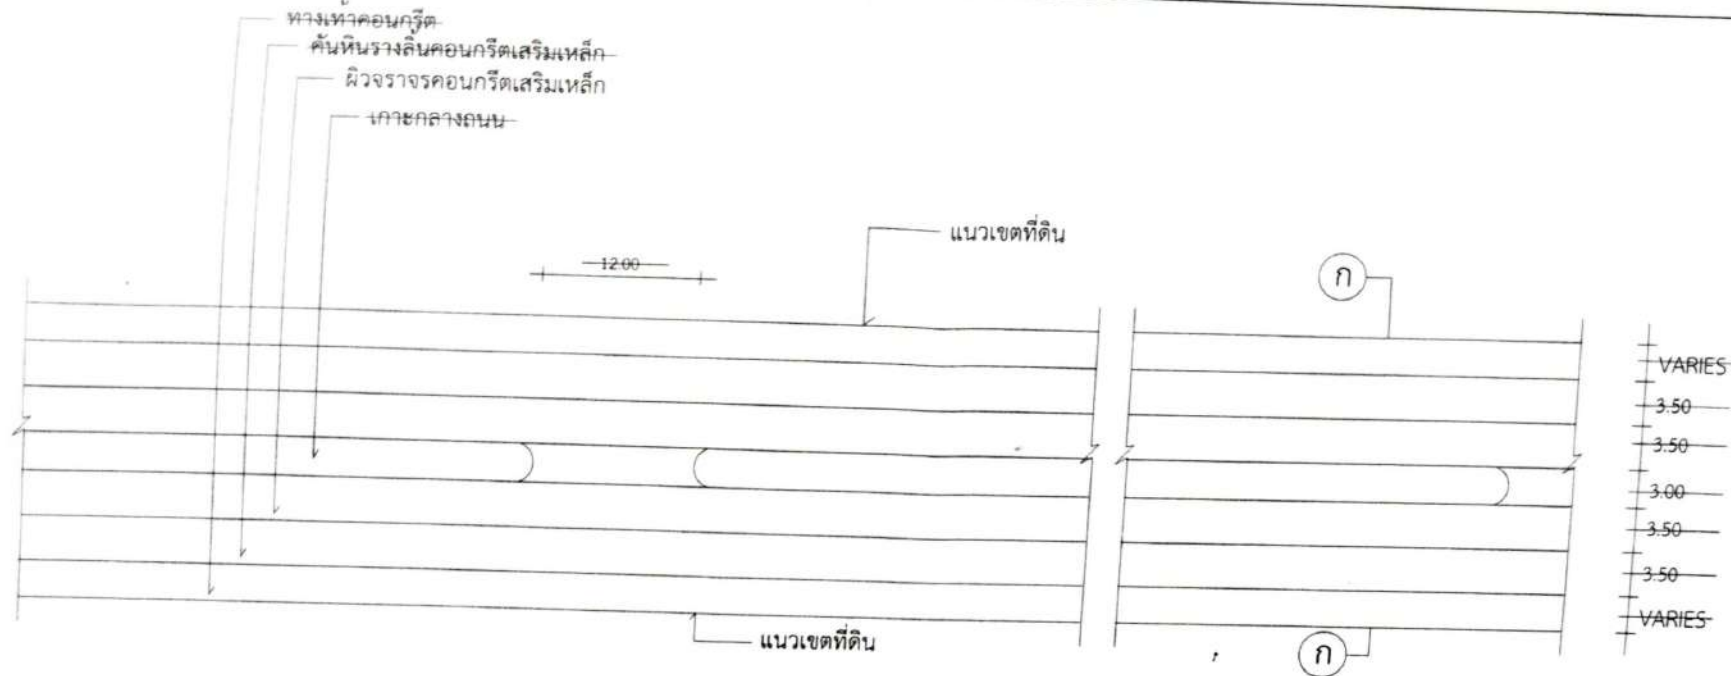 ทางเท้าคอนกรีต
คันหินรางลิ้นคอนกรีตเสริมเหล็ก
ผิวจราจรคอนกรีตเสริมเหล็ก
เกาะกลางถนน
แนวเขตที่ดิน
12.00
ก
VARIES
3.50
3.50
3.00
3.50
3.50
VARIES
แนวเขตที่ดิน
ก